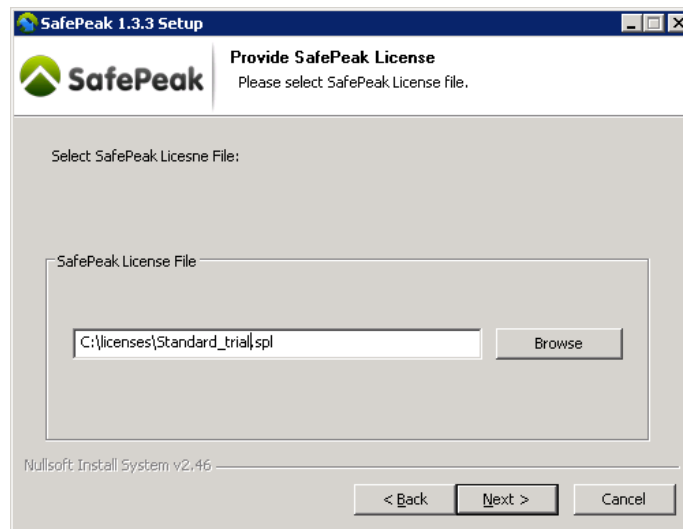 SafePeak 1.3.3 Setup
SafePeak
Provide SafePeak License
Please select SafePeak License file.
Select SafePeak Licesne File:
SafePeak License File
C:\licenses\Standard_trial.spl
Browse
Nullsoft Install System v2.46
< Back
Next >
Cancel